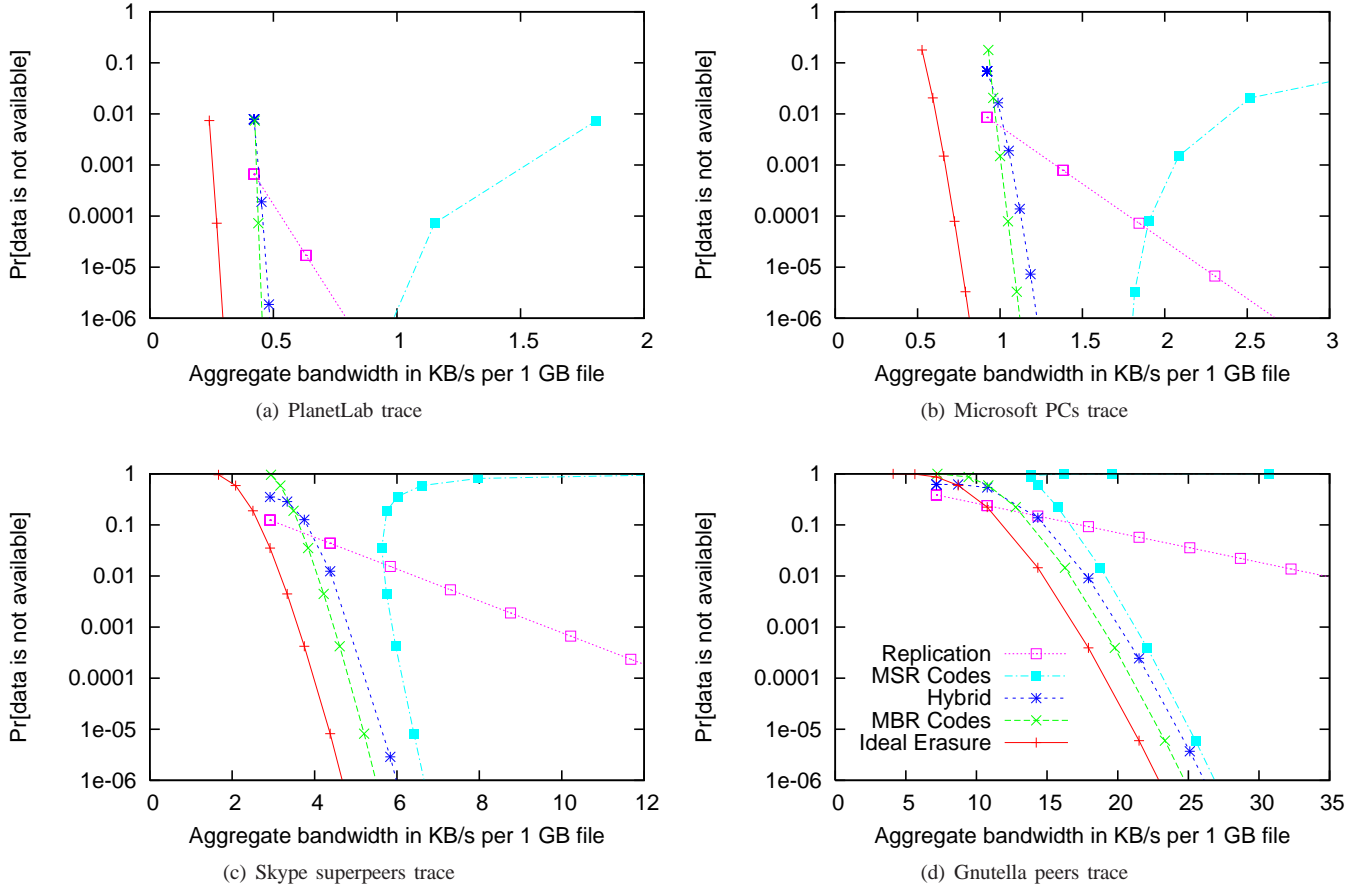 Pr[data is not available]
1
0.1
0.01
0.001
0.0001
1e-05
1e-06
0 0.5 1 1.5 2
Aggregate bandwidth in KB/s per 1 GB file
(a) PlanetLab trace
Pr[data is not available]
1
0.1
0.01
0.001
0.0001
1e-05
1e-06
0 0.5 1 1.5 2 2.5 3
Aggregate bandwidth in KB/s per 1 GB file
(b) Microsoft PCs trace
Pr[data is not available]
1
0.1
0.01
0.001
0.0001
1e-05
1e-06
0 2 4 6 8 10 12
Aggregate bandwidth in KB/s per 1 GB file
(c) Skype superpeers trace
Pr[data is not available]
1
0.1
0.01
0.001
0.0001
1e-05
1e-06
Replication
MSR Codes
Hybrid
MBR Codes
Ideal Erasure
0 5 10 15 20 25 30 35
Aggregate bandwidth in KB/s per 1 GB file
(d) Gnutella peers trace